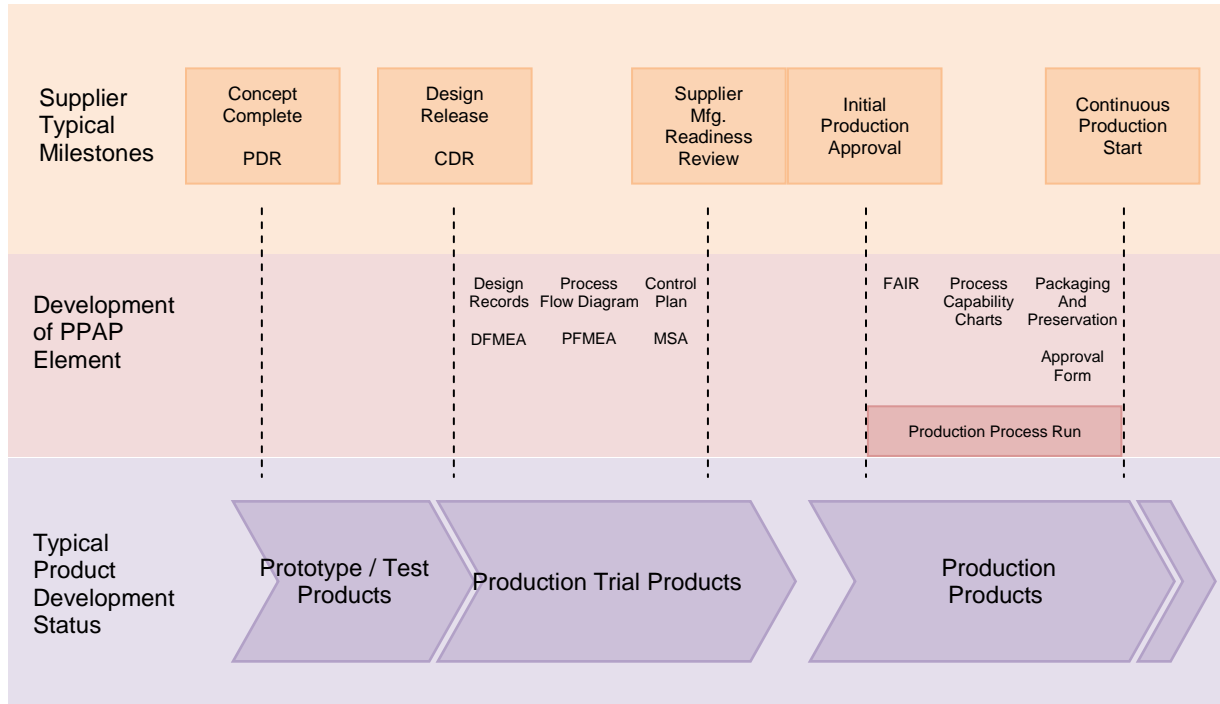 Supplier
Typical
Milestones
Concept
Complete
PDR
Design
Release
CDR
Supplier
Mfg.
Readiness
Review
Initial
Production
Approval
Continuous
Production
Start
Development
of PPAP
Element
Design
Records
DFMEA
Process
Flow Diagram
PFMEA
Control
Plan
MSA
FAIR
Process
Capability
Charts
Packaging
And
Preservation
Approval
Form
Production Process Run
Typical
Product
Development
Status
Prototype / Test
Products
Production Trial Products
Production
Products